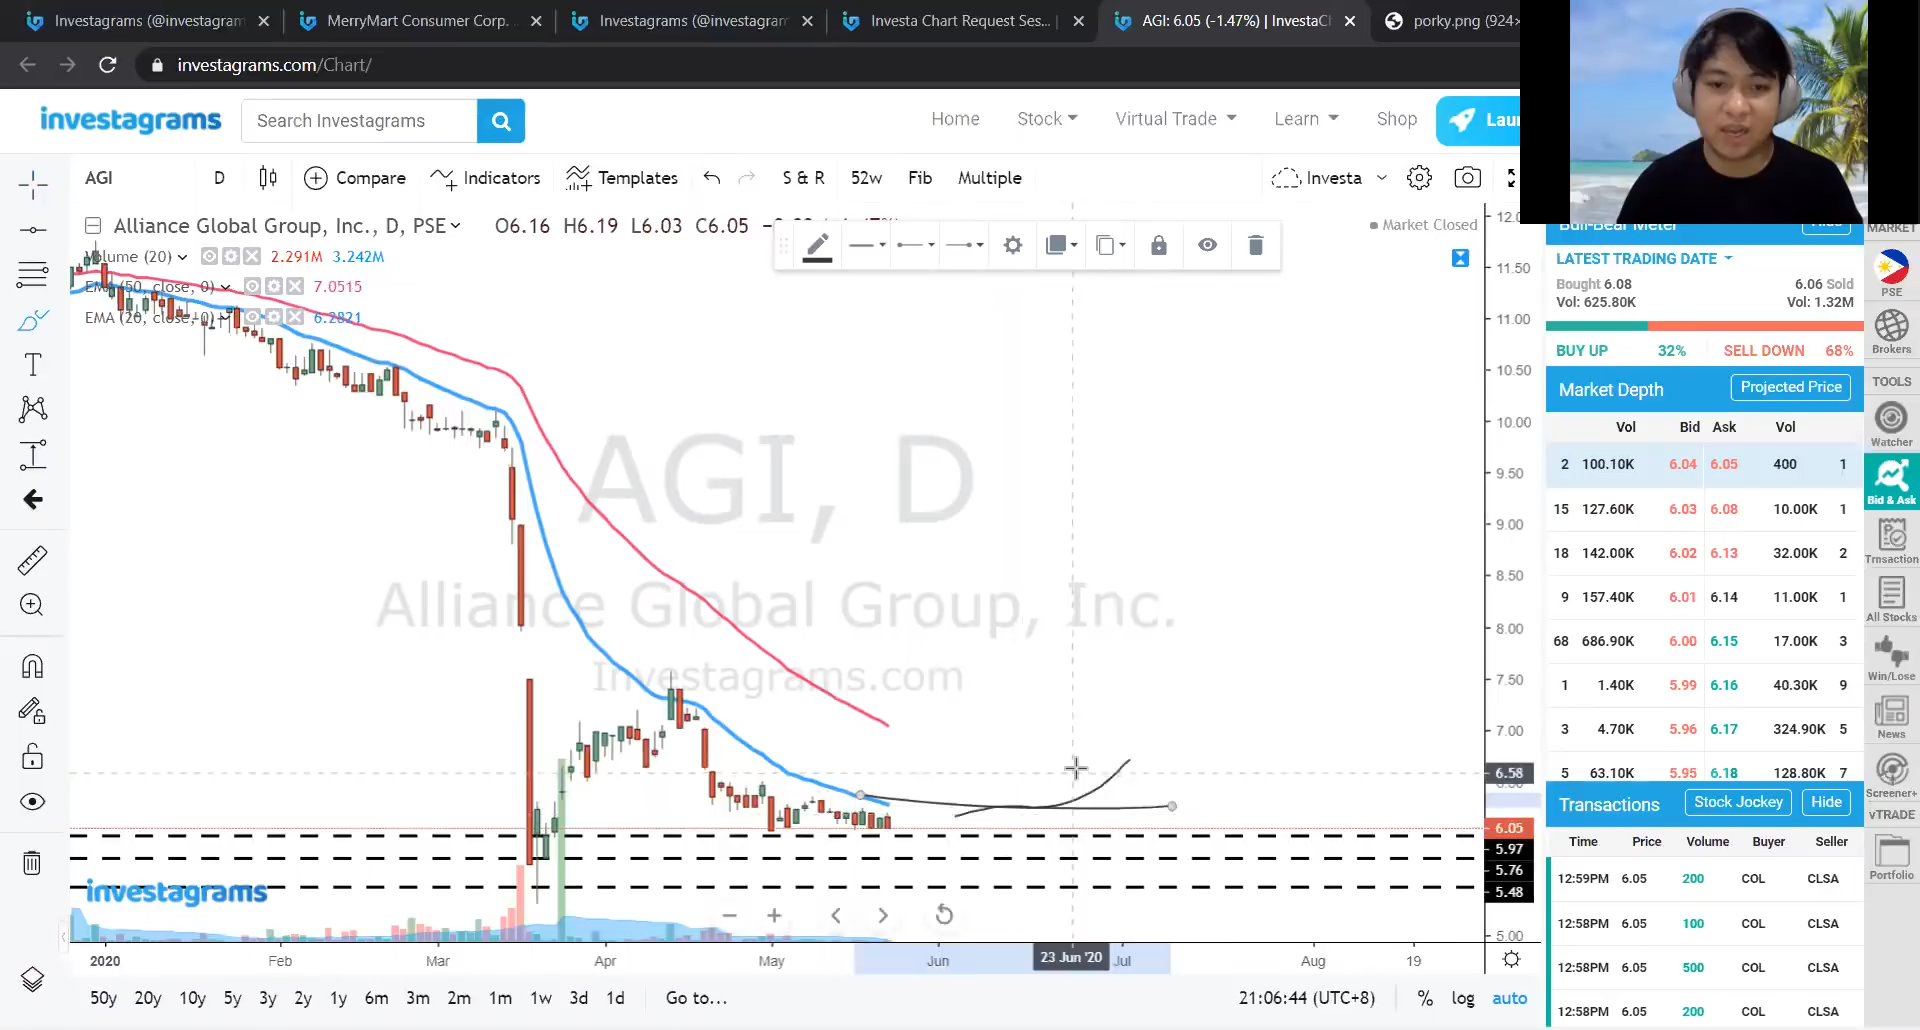 Investagrams (@investagram
MerryMart Consumer Corp.
Investagrams (@investagram
Investa Chart Request Ses...
AGI: 6.05 (-1.47%) | InvestaCh
porky.png (924×
investagrams.com/Chart/
investagrams
Search Investagrams
Home
Stock
Virtual Trade
Learn
Shop
Lau
AGI
D
Compare
Indicators
Templates
S & R
52w
Fib
Multiple
Investa
Alliance Global Group, Inc., D, PSE
O6.16 H6.19 L6.03 C6.05
Market Closed
Volume (20)
2.291M 3.242M
EMA (50, close, 0)
7.0515
EMA (20, close, 0)
6.2821
AGI, D
Alliance Global Group, Inc.
Investagrams.com
investagrams
11.50
11.00
10.50
10.00
9.50
9.00
8.50
8.00
7.50
7.00
6.58
6.05
5.97
5.76
5.48
5.00
2020
Feb
Mar
Apr
May
Jun
23 Jun '20
Jul
Aug
19
50y
20y
10y
5y
3y
2y
1y
6m
3m
2m
1m
1w
3d
1d
Go to...
21:06:44 (UTC+8)
%
log
auto
Bull-Bear Meter
Hide
LATEST TRADING DATE
Bought 6.08
6.06 Sold
Vol: 625.80K
Vol: 1.32M
BUY UP 32%
SELL DOWN 68%
Market Depth
Projected Price
Vol Bid Ask Vol
2 100.10K 6.04 6.05 400 1
15 127.60K 6.03 6.08 10.00K 1
18 142.00K 6.02 6.13 32.00K 2
9 157.40K 6.01 6.14 11.00K 1
68 686.90K 6.00 6.15 17.00K 3
1 1.40K 5.99 6.16 40.30K 9
3 4.70K 5.96 6.17 324.90K 5
5 63.10K 5.95 6.18 128.80K 7
Transactions
Stock Jockey
Hide
Time Price Volume Buyer Seller
12:59PM 6.05 200 COL CLSA
12:58PM 6.05 100 COL CLSA
12:58PM 6.05 500 COL CLSA
12:58PM 6.05 200 COL CLSA
MARKET
PSE
Brokers
TOOLS
Watcher
Bid & Ask
Trnsaction
All Stocks
Win/Lose
News
Screener+
vTRADE
Portfolio